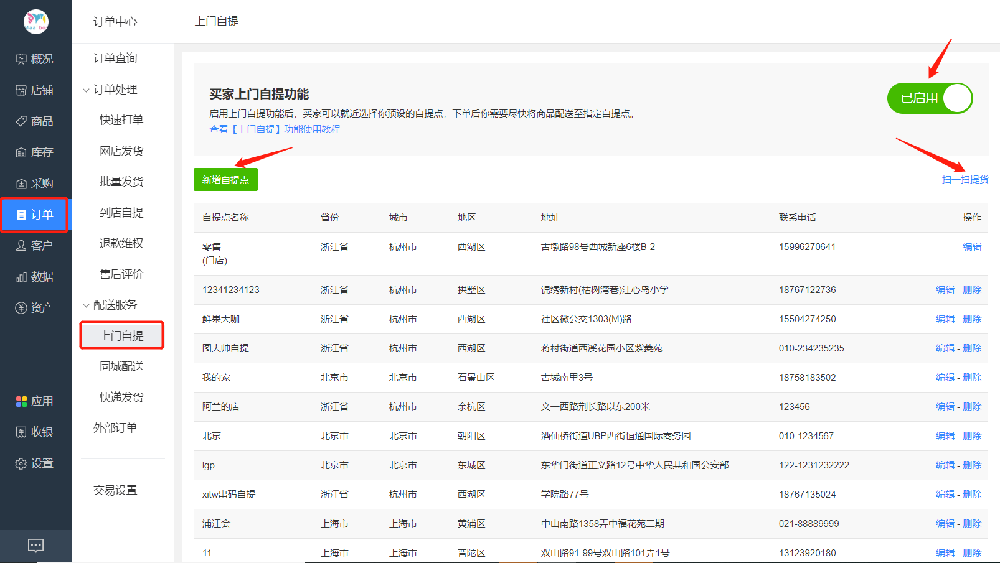 Maa bo
概况
店铺
商品
库存
采购
订单
客户
数据
资产
应用
收银
设置
订单中心
订单查询
订单处理
快速打单
网店发货
批量发货
到店自提
退款维权
售后评价
配送服务
上门自提
同城配送
快递发货
外部订单
交易设置
上门自提
买家上门自提功能
启用上门自提功能后，买家可以就近选择你预设的自提点，下单后你需要尽快将商品配送至指定自提点。
查看【上门自提】功能使用教程
已启用
新增自提点
扫一扫提货
自提点名称 省份 城市 地区 地址 联系电话 操作
零售 浙江省 杭州市 西湖区 古墩路98号西城新座6楼B-2 15996270641 编辑
(门店)
12341234123 浙江省 杭州市 拱墅区 锦绣新村(枯树湾巷)江心岛小学 18767122736 编辑 - 删除
鲜果大咖 浙江省 杭州市 西湖区 社区微公交1303(M)路 15504274250 编辑 - 删除
图大帅自提 浙江省 杭州市 西湖区 蒋村街道西溪花园小区紫菱苑 010-234235235 编辑 - 删除
我的家 北京市 北京市 石景山区 古城南里3号 18758183502 编辑 - 删除
阿兰的店 浙江省 杭州市 余杭区 文一西路荆长路以东200米 123456 编辑 - 删除
北京 北京市 北京市 朝阳区 酒仙桥街道UBP西街恒通国际商务园 010-1234567 编辑 - 删除
lgp 北京市 北京市 东城区 东华门街道正义路12号中华人民共和国公安部 122-1231232222 编辑 - 删除
xitw串码自提 浙江省 杭州市 西湖区 学院路77号 18767135024 编辑 - 删除
浦江会 上海市 上海市 黄浦区 中山南路1358弄中福花苑二期 021-88889999 编辑 - 删除
11 上海市 上海市 普陀区 双山路91-99号双山路101弄1号 13123920180 编辑 - 删除